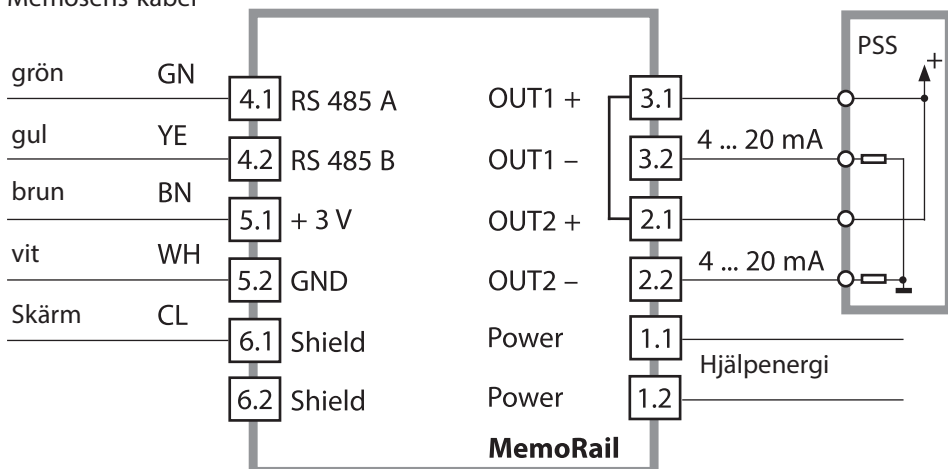 Memosens-kabel
PSS
+
grön GN 4.1 RS 485 A OUT1 + 3.1
gul YE 4.2 RS 485 B OUT1 – 3.2 4 ... 20 mA
brun BN 5.1 + 3 V OUT2 + 2.1
vit WH 5.2 GND OUT2 – 2.2 4 ... 20 mA
Skärm CL 6.1 Shield Power 1.1
Hjälpenergi
6.2 Shield Power 1.2
MemoRail